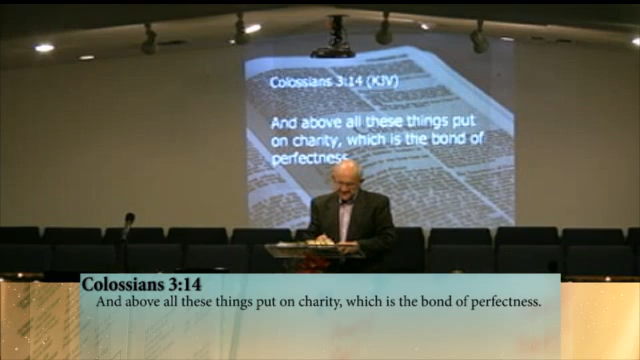 Colossians 3:14 (KJV)
And above all these things put
on charity, which is the bond of
perfectness.
Colossians 3:14
And above all these things put on charity, which is the bond of perfectness.